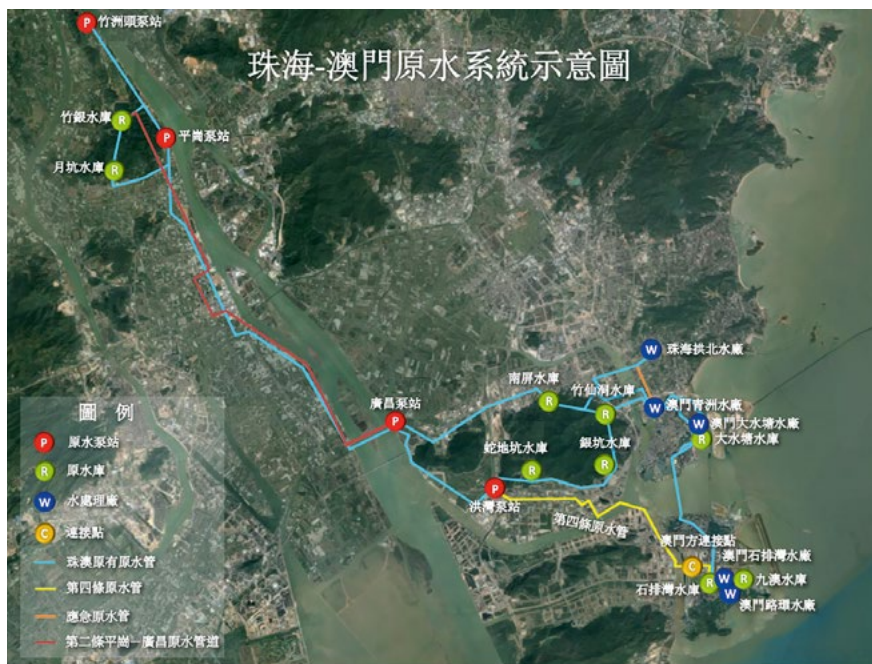 竹洲頭泵站
珠海-澳門原水系統示意圖
竹銀水庫
平崗泵站
月坑水庫
珠海拱北水廠
南屏水庫
竹仙洞水庫
澳門青洲水廠
廣昌泵站
澳門大水塘水廠
大水塘水庫
蛇地坑水庫
銀坑水庫
洪灣泵站
第四條原水管
澳門方連接點
澳門石排灣水廠
石排灣水庫
九澳水庫
澳門路環水廠
圖 例
P 原水泵站
R 原水庫
W 水處理廠
C 連接點
珠澳原有原水管
第四條原水管
應急原水管
第二條平崗－廣昌原水管道